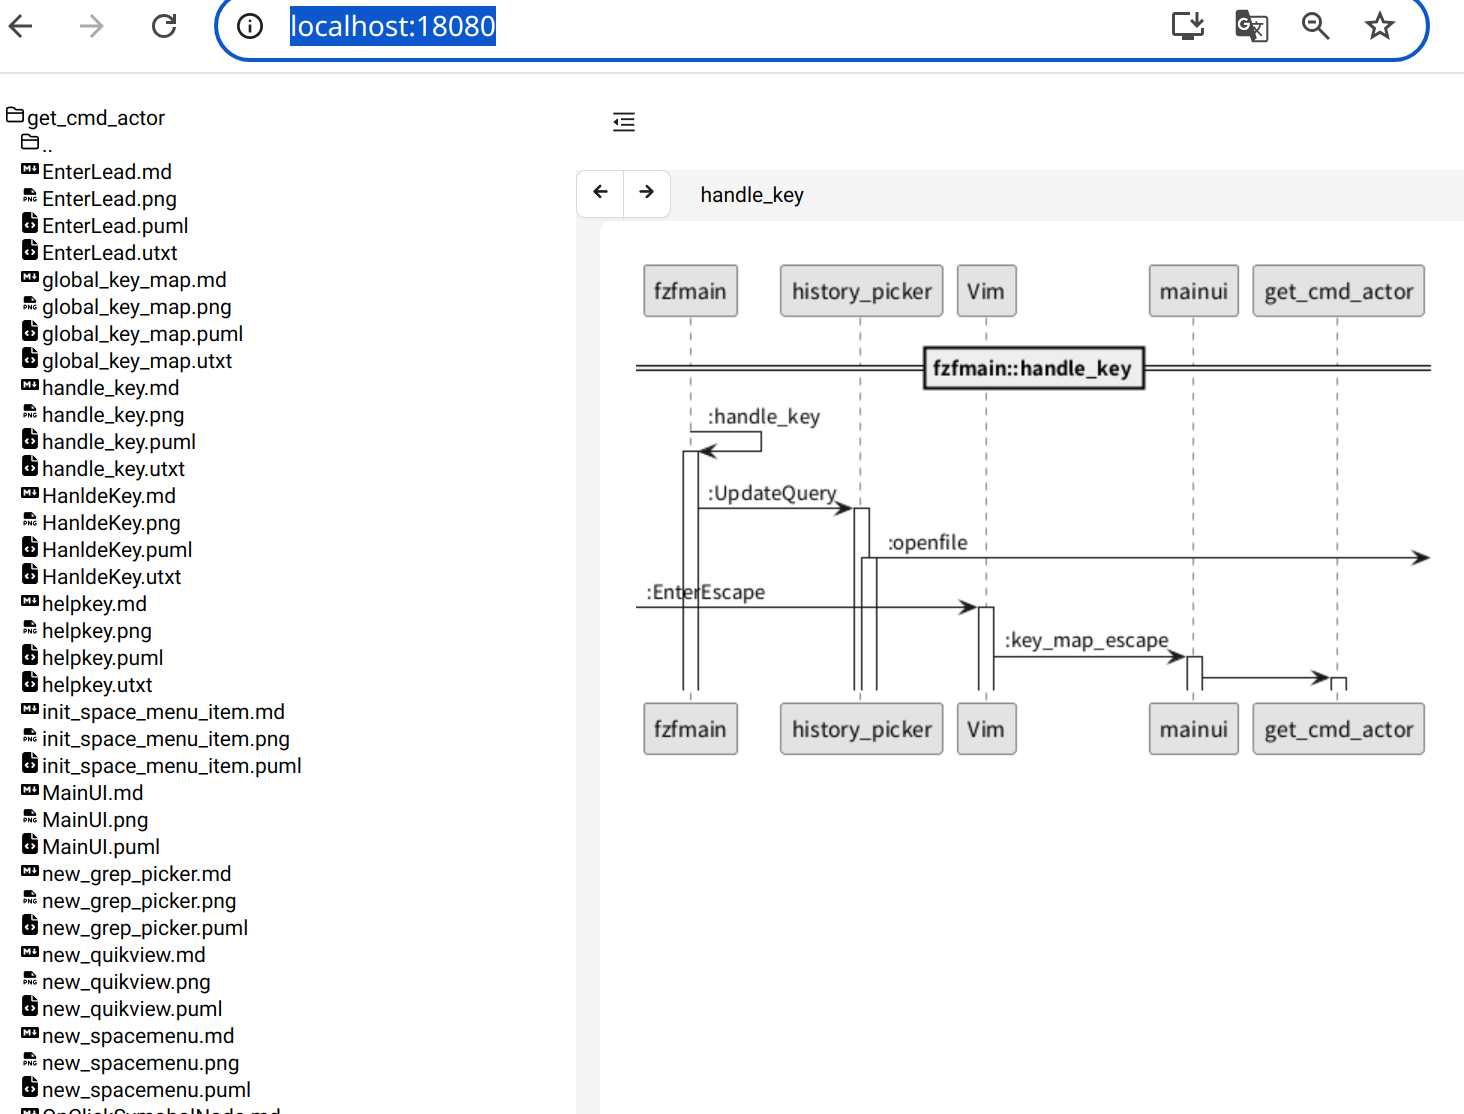 localhost:18080
get_cmd_actor
..
EnterLead.md
EnterLead.png
EnterLead.puml
EnterLead.utxt
global_key_map.md
global_key_map.png
global_key_map.puml
global_key_map.utxt
handle_key.md
handle_key.png
handle_key.puml
handle_key.utxt
HanldeKey.md
HanldeKey.png
HanldeKey.puml
HanldeKey.utxt
helpkey.md
helpkey.png
helpkey.puml
helpkey.utxt
init_space_menu_item.md
init_space_menu_item.png
init_space_menu_item.puml
MainUI.md
MainUI.png
MainUI.puml
new_grep_picker.md
new_grep_picker.png
new_grep_picker.puml
new_quikview.md
new_quikview.png
new_quikview.puml
new_spacemenu.md
new_spacemenu.png
new_spacemenu.puml
handle_key
fzfmain history_picker Vim mainui get_cmd_actor
fzfmain::handle_key
:handle_key
:UpdateQuery
:openfile
:EnterEscape
:key_map_escape
fzfmain history_picker Vim mainui get_cmd_actor